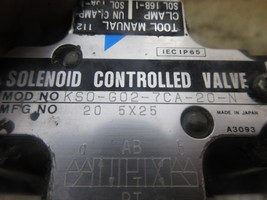 TOOL MANUAL 112
CLAMP SOL 168-1
UN CLAMP SOL
IEC IP65
SOLENOID CONTROLLED VALVE
MOD NO KSO-G02-7CA-20-N
MFG NO 20 5X25
MADE IN JAPAN
A3093
AB